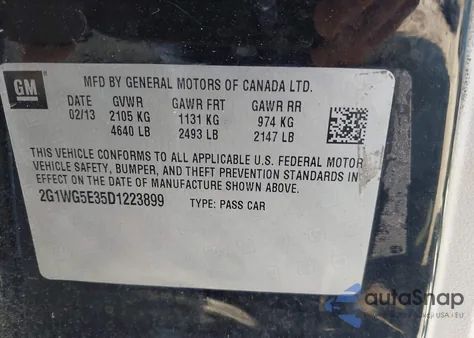 GM
MFD BY GENERAL MOTORS OF CANADA LTD.
DATE GVWR GAWR FRT GAWR RR
02/13 2105 KG 1131 KG 974 KG
4640 LB 2493 LB 2147 LB
THIS VEHICLE CONFORMS TO ALL APPLICABLE U.S. FEDERAL MOTOR
VEHICLE SAFETY, BUMPER, AND THEFT PREVENTION STANDARDS IN
EFFECT ON THE DATE OF MANUFACTURE SHOWN ABOVE.
2G1WG5E35D1223899 TYPE: PASS CAR
autoSnap